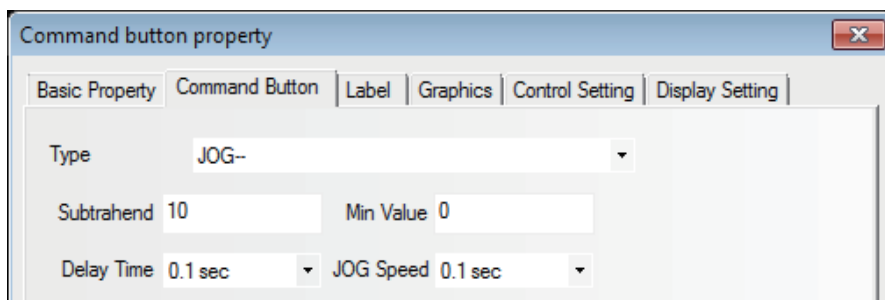 Command button property
Basic Property Command Button Label Graphics Control Setting Display Setting
Type JOG--
Subtrahend 10 Min Value 0
Delay Time 0.1 sec JOG Speed 0.1 sec